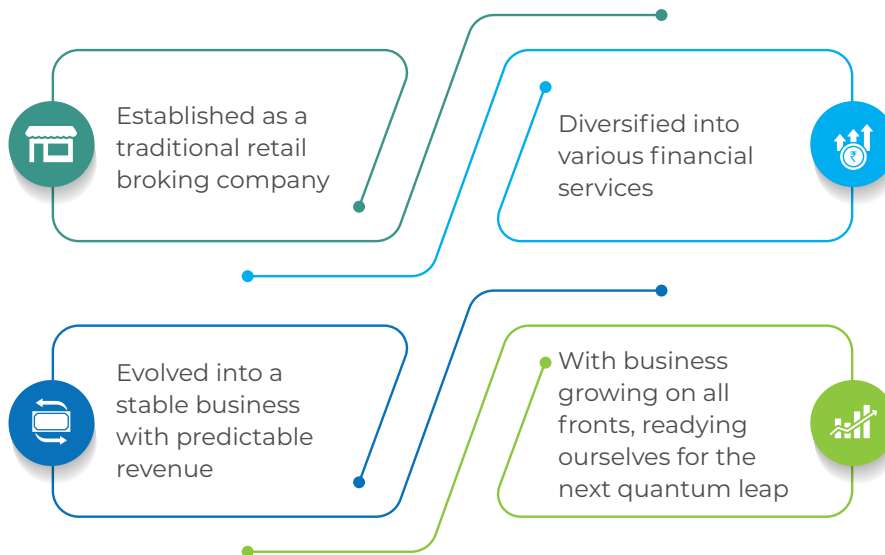 Established as a
traditional retail
broking company
Diversified into
various financial
services
₹
Evolved into a
stable business
with predictable
revenue
With business
growing on all
fronts, readying
ourselves for the
next quantum leap